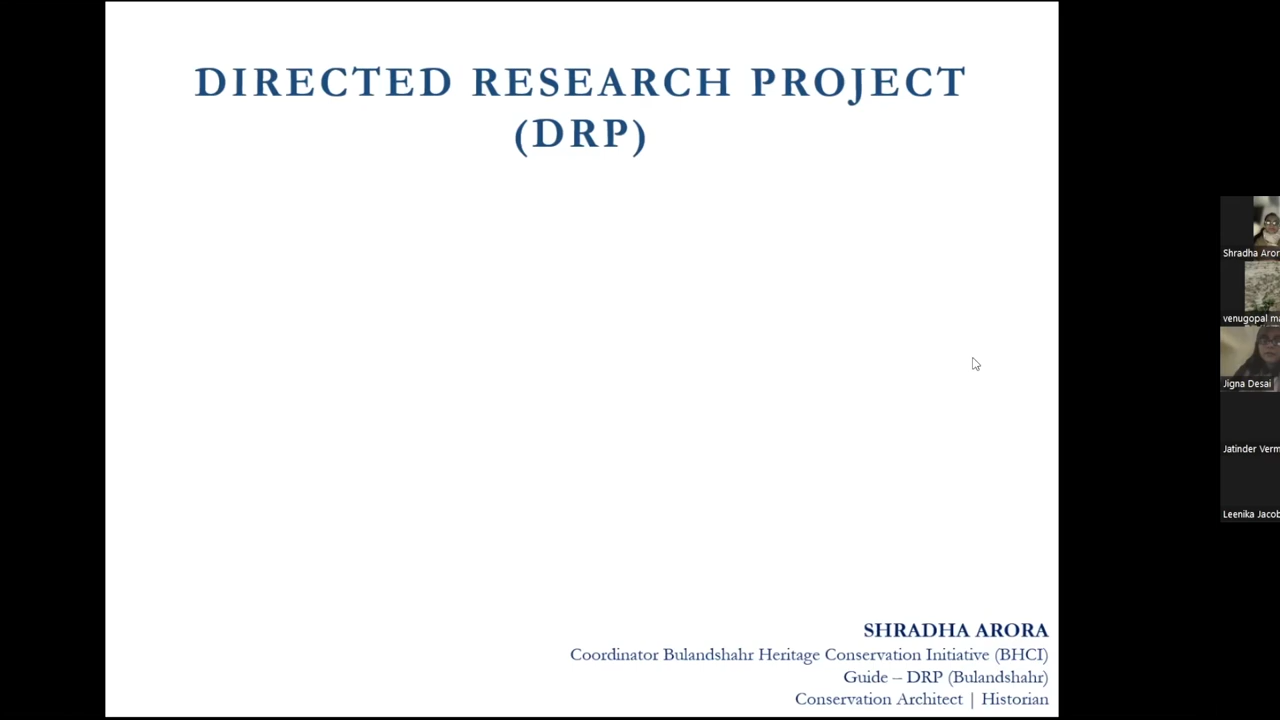 DIRECTED RESEARCH PROJECT
(DRP)
Shradha Aror
venugopal ma
Jigna Desai
Jatinder Verm
Leenika Jacob
SHRADHA ARORA
Coordinator Bulandshahr Heritage Conservation Initiative (BHCI)
Guide – DRP (Bulandshahr)
Conservation Architect | Historian